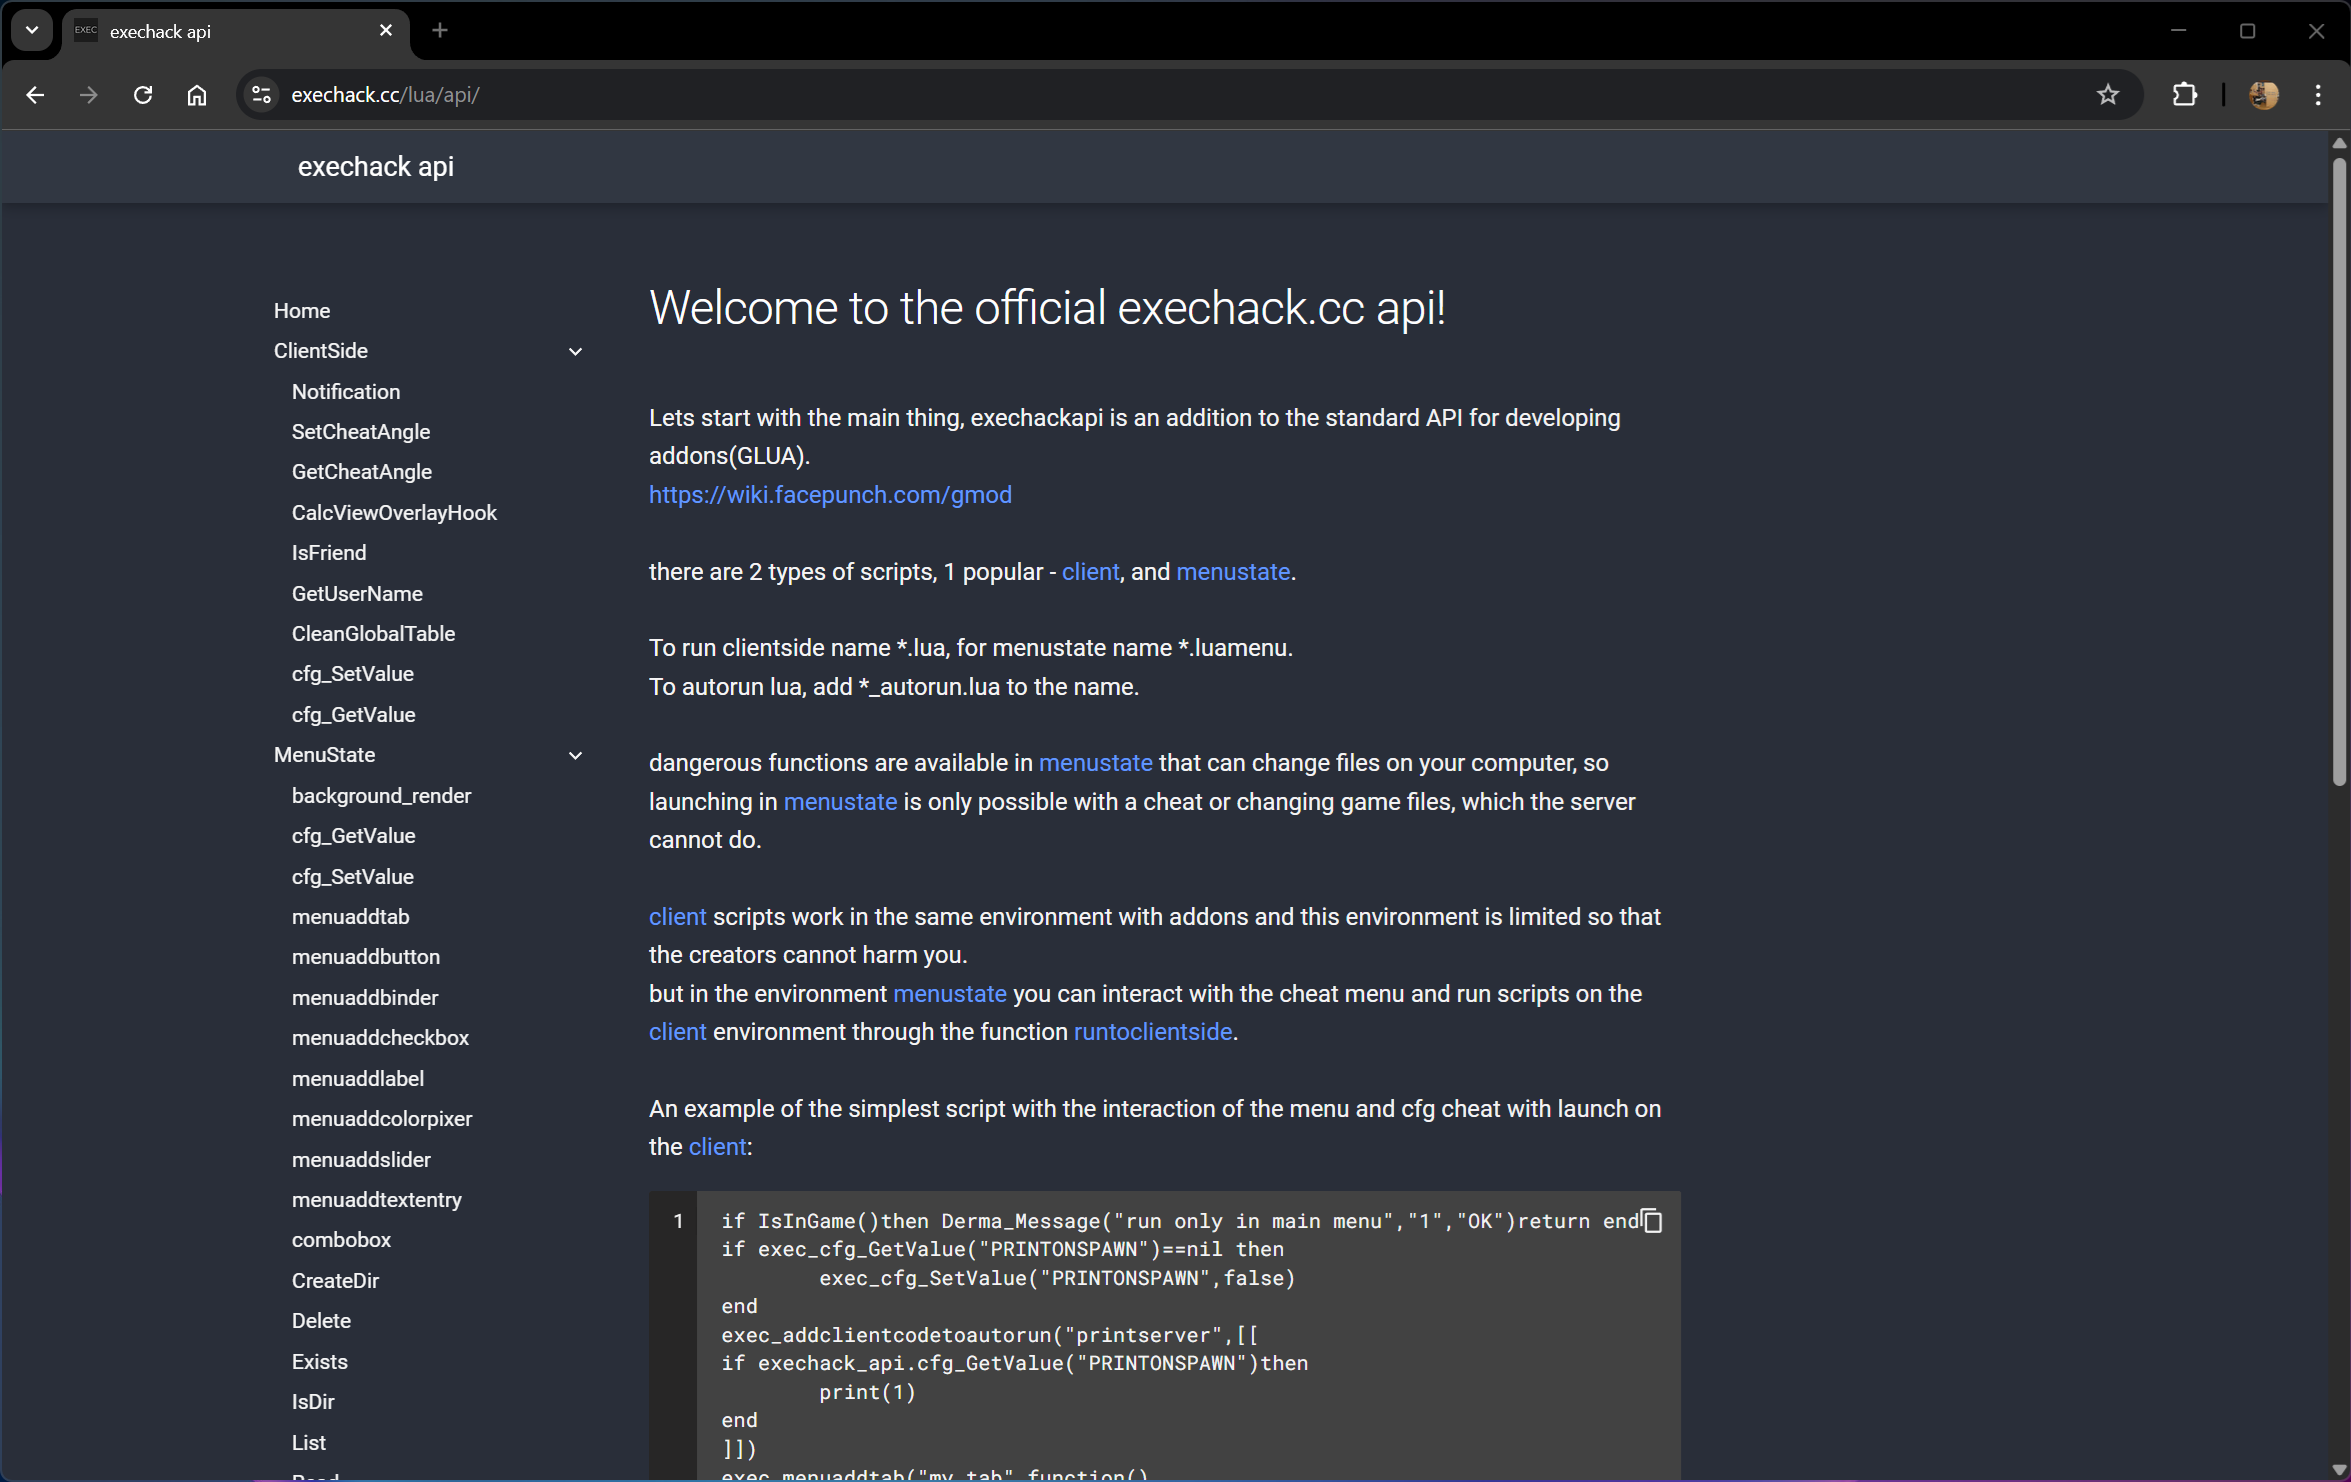 EXEC
exechack api
exechack.cc/lua/api/
exechack api
Home
ClientSide
Notification
SetCheatAngle
GetCheatAngle
CalcViewOverlayHook
IsFriend
GetUserName
CleanGlobalTable
cfg_SetValue
cfg_GetValue
MenuState
background_render
cfg_GetValue
cfg_SetValue
menuaddtab
menuaddbutton
menuaddbinder
menuaddcheckbox
menuaddlabel
menuaddcolorpixer
menuaddslider
menuaddtextentry
combobox
CreateDir
Delete
Exists
IsDir
List
Read
Welcome to the official exechack.cc api!
Lets start with the main thing, exechackapi is an addition to the standard API for developing
addons(GLUA).
https://wiki.facepunch.com/gmod
there are 2 types of scripts, 1 popular - client, and menustate.
To run clientside name *.lua, for menustate name *.luamenu.
To autorun lua, add *_autorun.lua to the name.
dangerous functions are available in menustate that can change files on your computer, so
launching in menustate is only possible with a cheat or changing game files, which the server
cannot do.
client scripts work in the same environment with addons and this environment is limited so that
the creators cannot harm you.
but in the environment menustate you can interact with the cheat menu and run scripts on the
client environment through the function runtoclientside.
An example of the simplest script with the interaction of the menu and cfg cheat with launch on
the client:
1 if IsInGame()then Derma_Message("run only in main menu","1","OK")return end
if exec_cfg_GetValue("PRINTONSPAWN")==nil then
exec_cfg_SetValue("PRINTONSPAWN",false)
end
exec_addclientcodetoautorun("printserver",[[
if exechack_api.cfg_GetValue("PRINTONSPAWN")then
print(1)
end
]])
exec_menuaddtab("my tab",function()